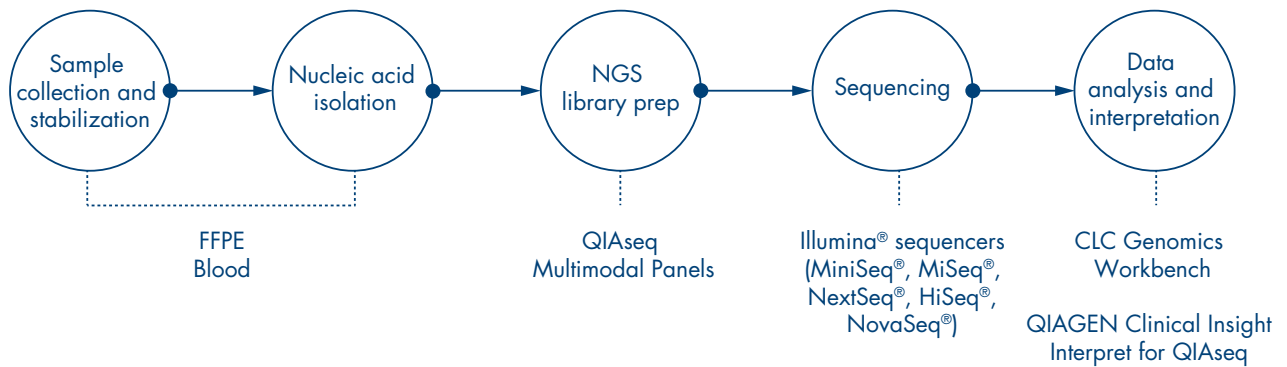 Sample
collection and
stabilization
Nucleic acid
isolation
NGS
library prep
Sequencing
Data
analysis and
interpretation
FFPE
Blood
QIAseq
Multimodal Panels
Illumina® sequencers
(MiniSeq®, MiSeq®,
NextSeq®, HiSeq®,
NovaSeq®)
CLC Genomics
Workbench
QIAGEN Clinical Insight
Interpret for QIAseq